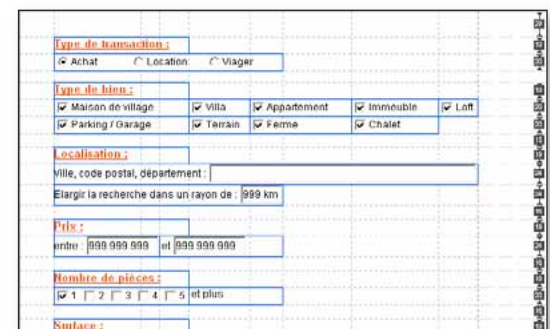 Type de transaction :
Achat Location Viager
Type de bien :
Maison de village Villa Appartement Immeuble Loft
Parking / Garage Terrain Ferme Chalet
Localisation :
Ville, code postal, département :
Elargir la recherche dans un rayon de : 999 km
Prix :
entre : 999 999 999 et 999 999 999
Nombre de pièces :
1 2 3 4 5 et plus
Surface :